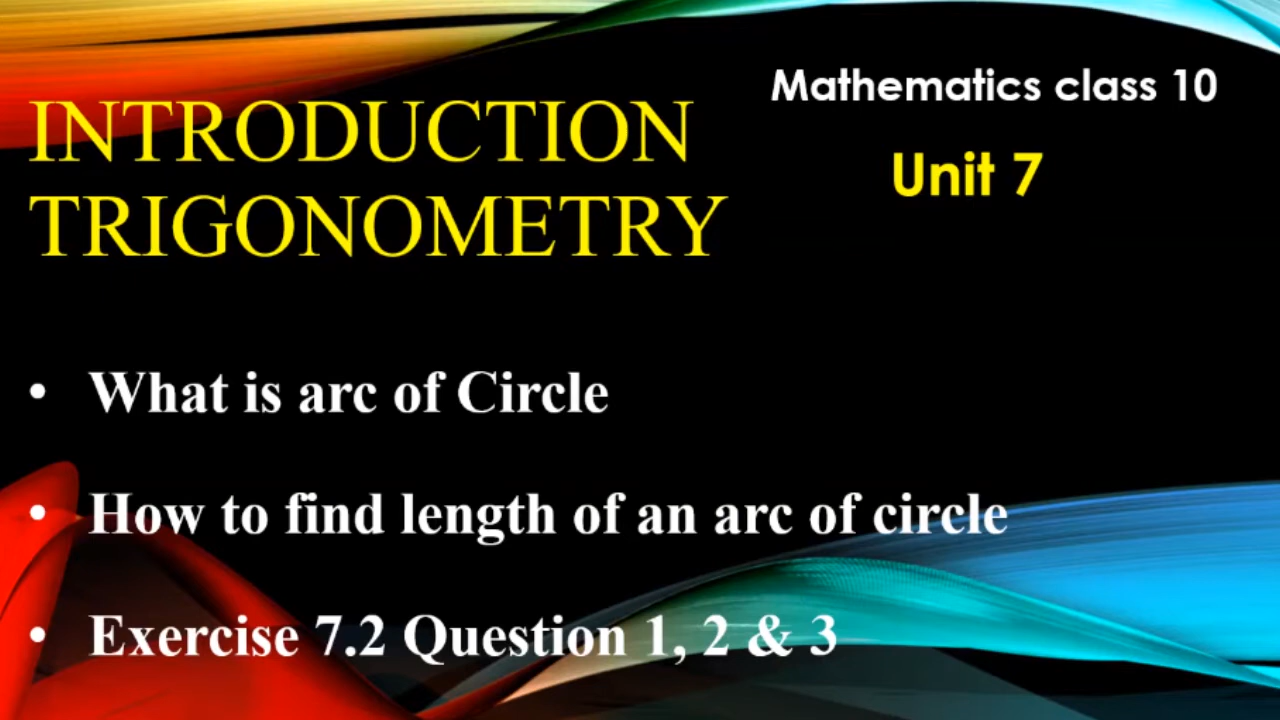 INTRODUCTION
TRIGONOMETRY
Mathematics class 10
Unit 7
• What is arc of Circle
• How to find length of an arc of circle
• Exercise 7.2 Question 1, 2 & 3